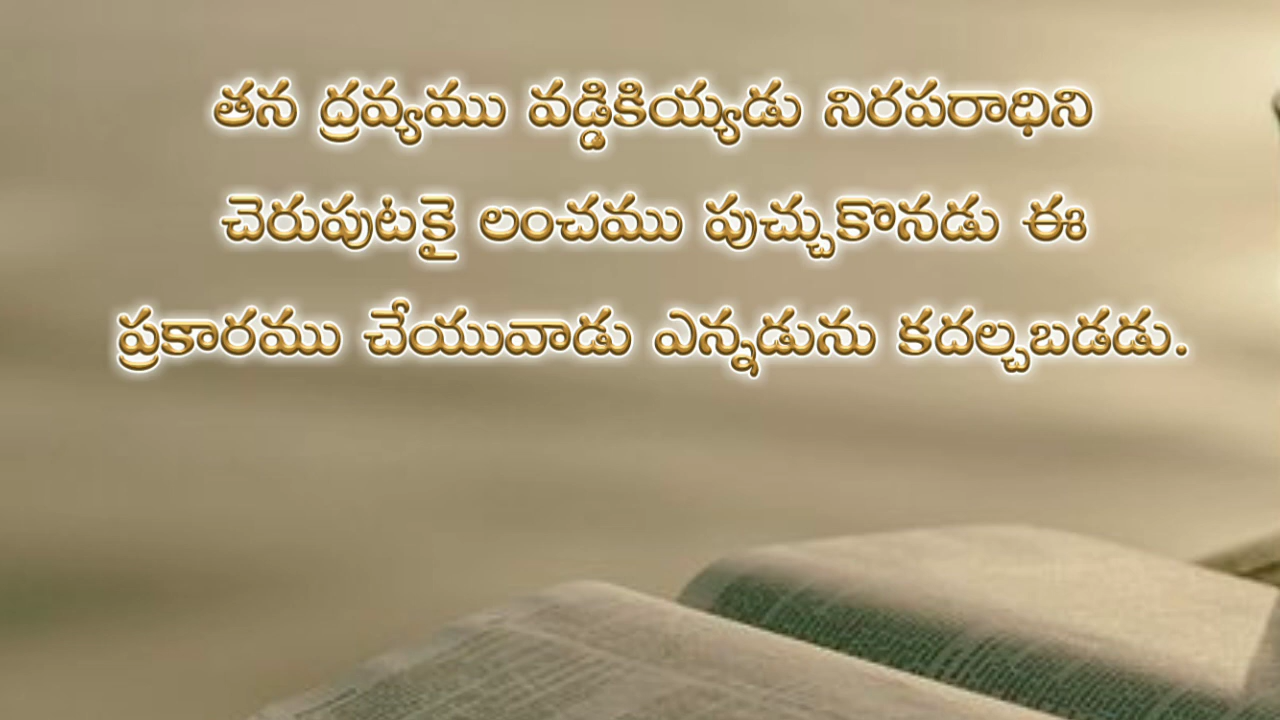 తన ద్రవ్యము వడ్డికియ్యడు నిరపరాధిని
చెరుపుటకై లంచము పుచ్చుకొనడు ఈ
ప్రకారము చేయువాడు ఎన్నడును కదల్చబడడు.